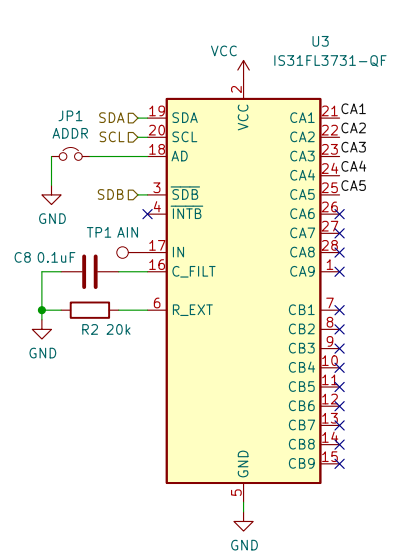 VCC
U3
IS31FL3731-QF
2
VCC
JP1
ADDR
SDA 19 SDA
SCL 20 SCL
18 AD
GND
SDB 3 SDB
4 INTB
TP1 AIN
17 IN
C8 0.1uF
16 C_FILT
6 R_EXT
R2 20k
GND
CA1 21 CA1
CA2 22 CA2
CA3 23 CA3
CA4 24 CA4
CA5 25 CA5
CA6 26
CA7 27
CA8 28
CA9 1
CB1 7
CB2 8
CB3 9
CB4 10
CB5 11
CB6 12
CB7 13
CB8 14
CB9 15
GND
5
GND